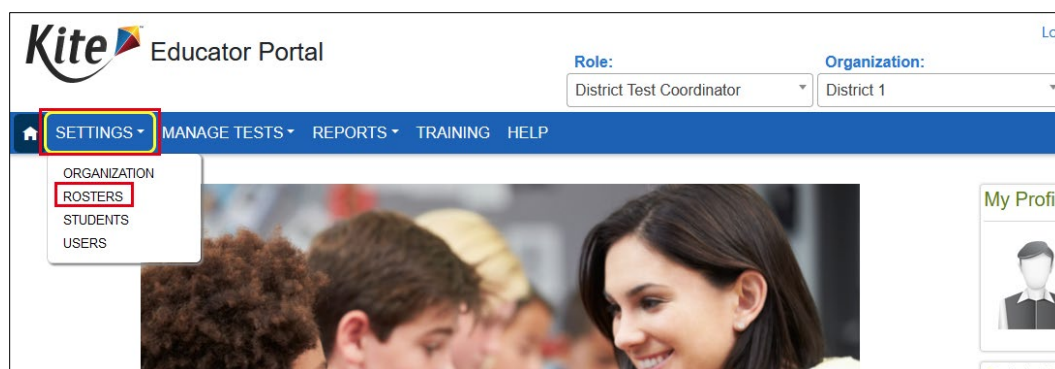 Kite Educator Portal
Lo
Role: Organization:
District Test Coordinator District 1
SETTINGS MANAGE TESTS REPORTS TRAINING HELP
ORGANIZATION
ROSTERS
STUDENTS
USERS
My Profi